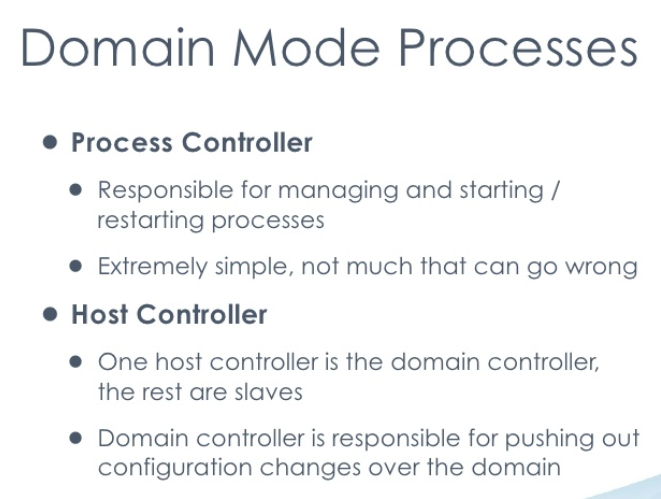 Domain Mode Processes
● Process Controller
● Responsible for managing and starting /
restarting processes
● Extremely simple, not much that can go wrong
● Host Controller
● One host controller is the domain controller,
the rest are slaves
● Domain controller is responsible for pushing out
configuration changes over the domain